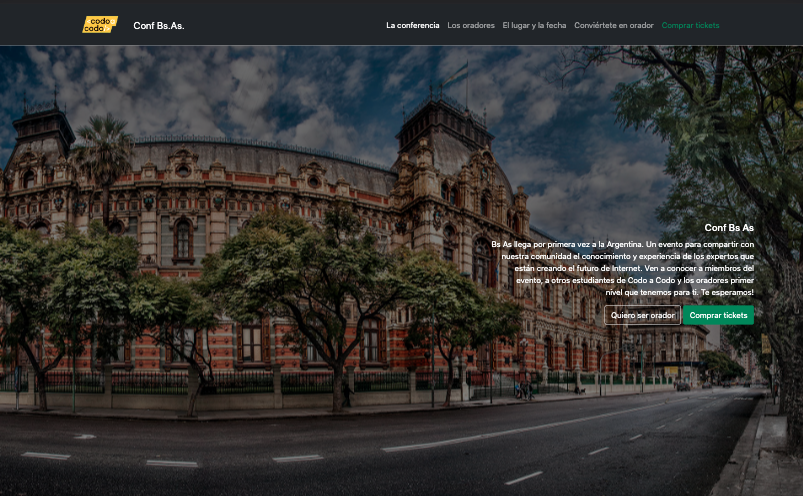 codo a codo
Conf Bs.As.
La conferencia
Los oradores
El lugar y la fecha
Conviértete en orador
Comprar tickets
Conf Bs As
Bs As llega por primera vez a la Argentina. Un evento para compartir con
nuestra comunidad el conocimiento y experiencia de los expertos que
están creando el futuro de Internet. Ven a conocer a miembros del
evento, a otros estudiantes de Codo a Codo y los oradores primer
nivel que tenemos para ti. Te esperamos!
Quiero ser orador
Comprar tickets